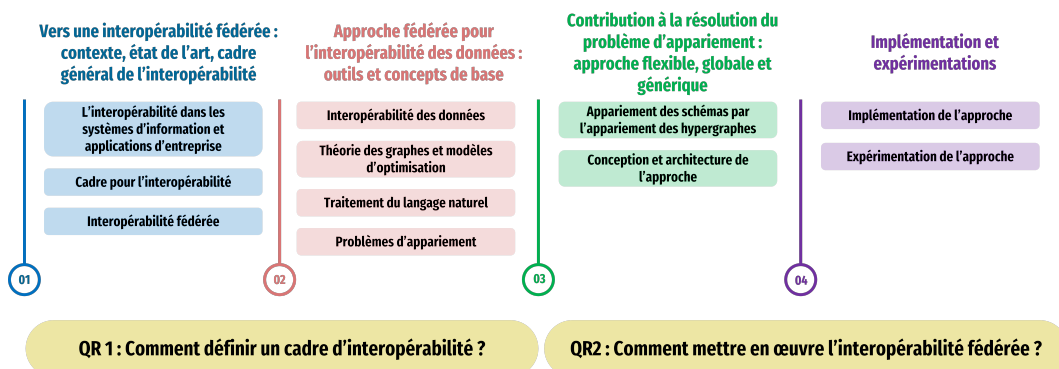 Vers une interopérabilité fédérée :
contexte, état de l'art, cadre
général de l'interopérabilité
L'interopérabilité dans les
systèmes d'information et
applications d'entreprise
Cadre pour l'interopérabilité
Interopérabilité fédérée
01
Approche fédérée pour
l'interopérabilité des données :
outils et concepts de base
Interopérabilité des données
Théorie des graphes et modèles
d'optimisation
Traitement du langage naturel
Problèmes d'appariement
02
Contribution à la résolution du
problème d'appariement :
approche flexible, globale et
générique
Appariement des schémas par
l'appariement des hypergraphes
Conception et architecture de
l'approche
03
Implémentation et
expérimentations
Implémentation de l'approche
Expérimentation de l'approche
04
QR 1 : Comment définir un cadre d'interopérabilité ?
QR2 : Comment mettre en œuvre l'interopérabilité fédérée ?